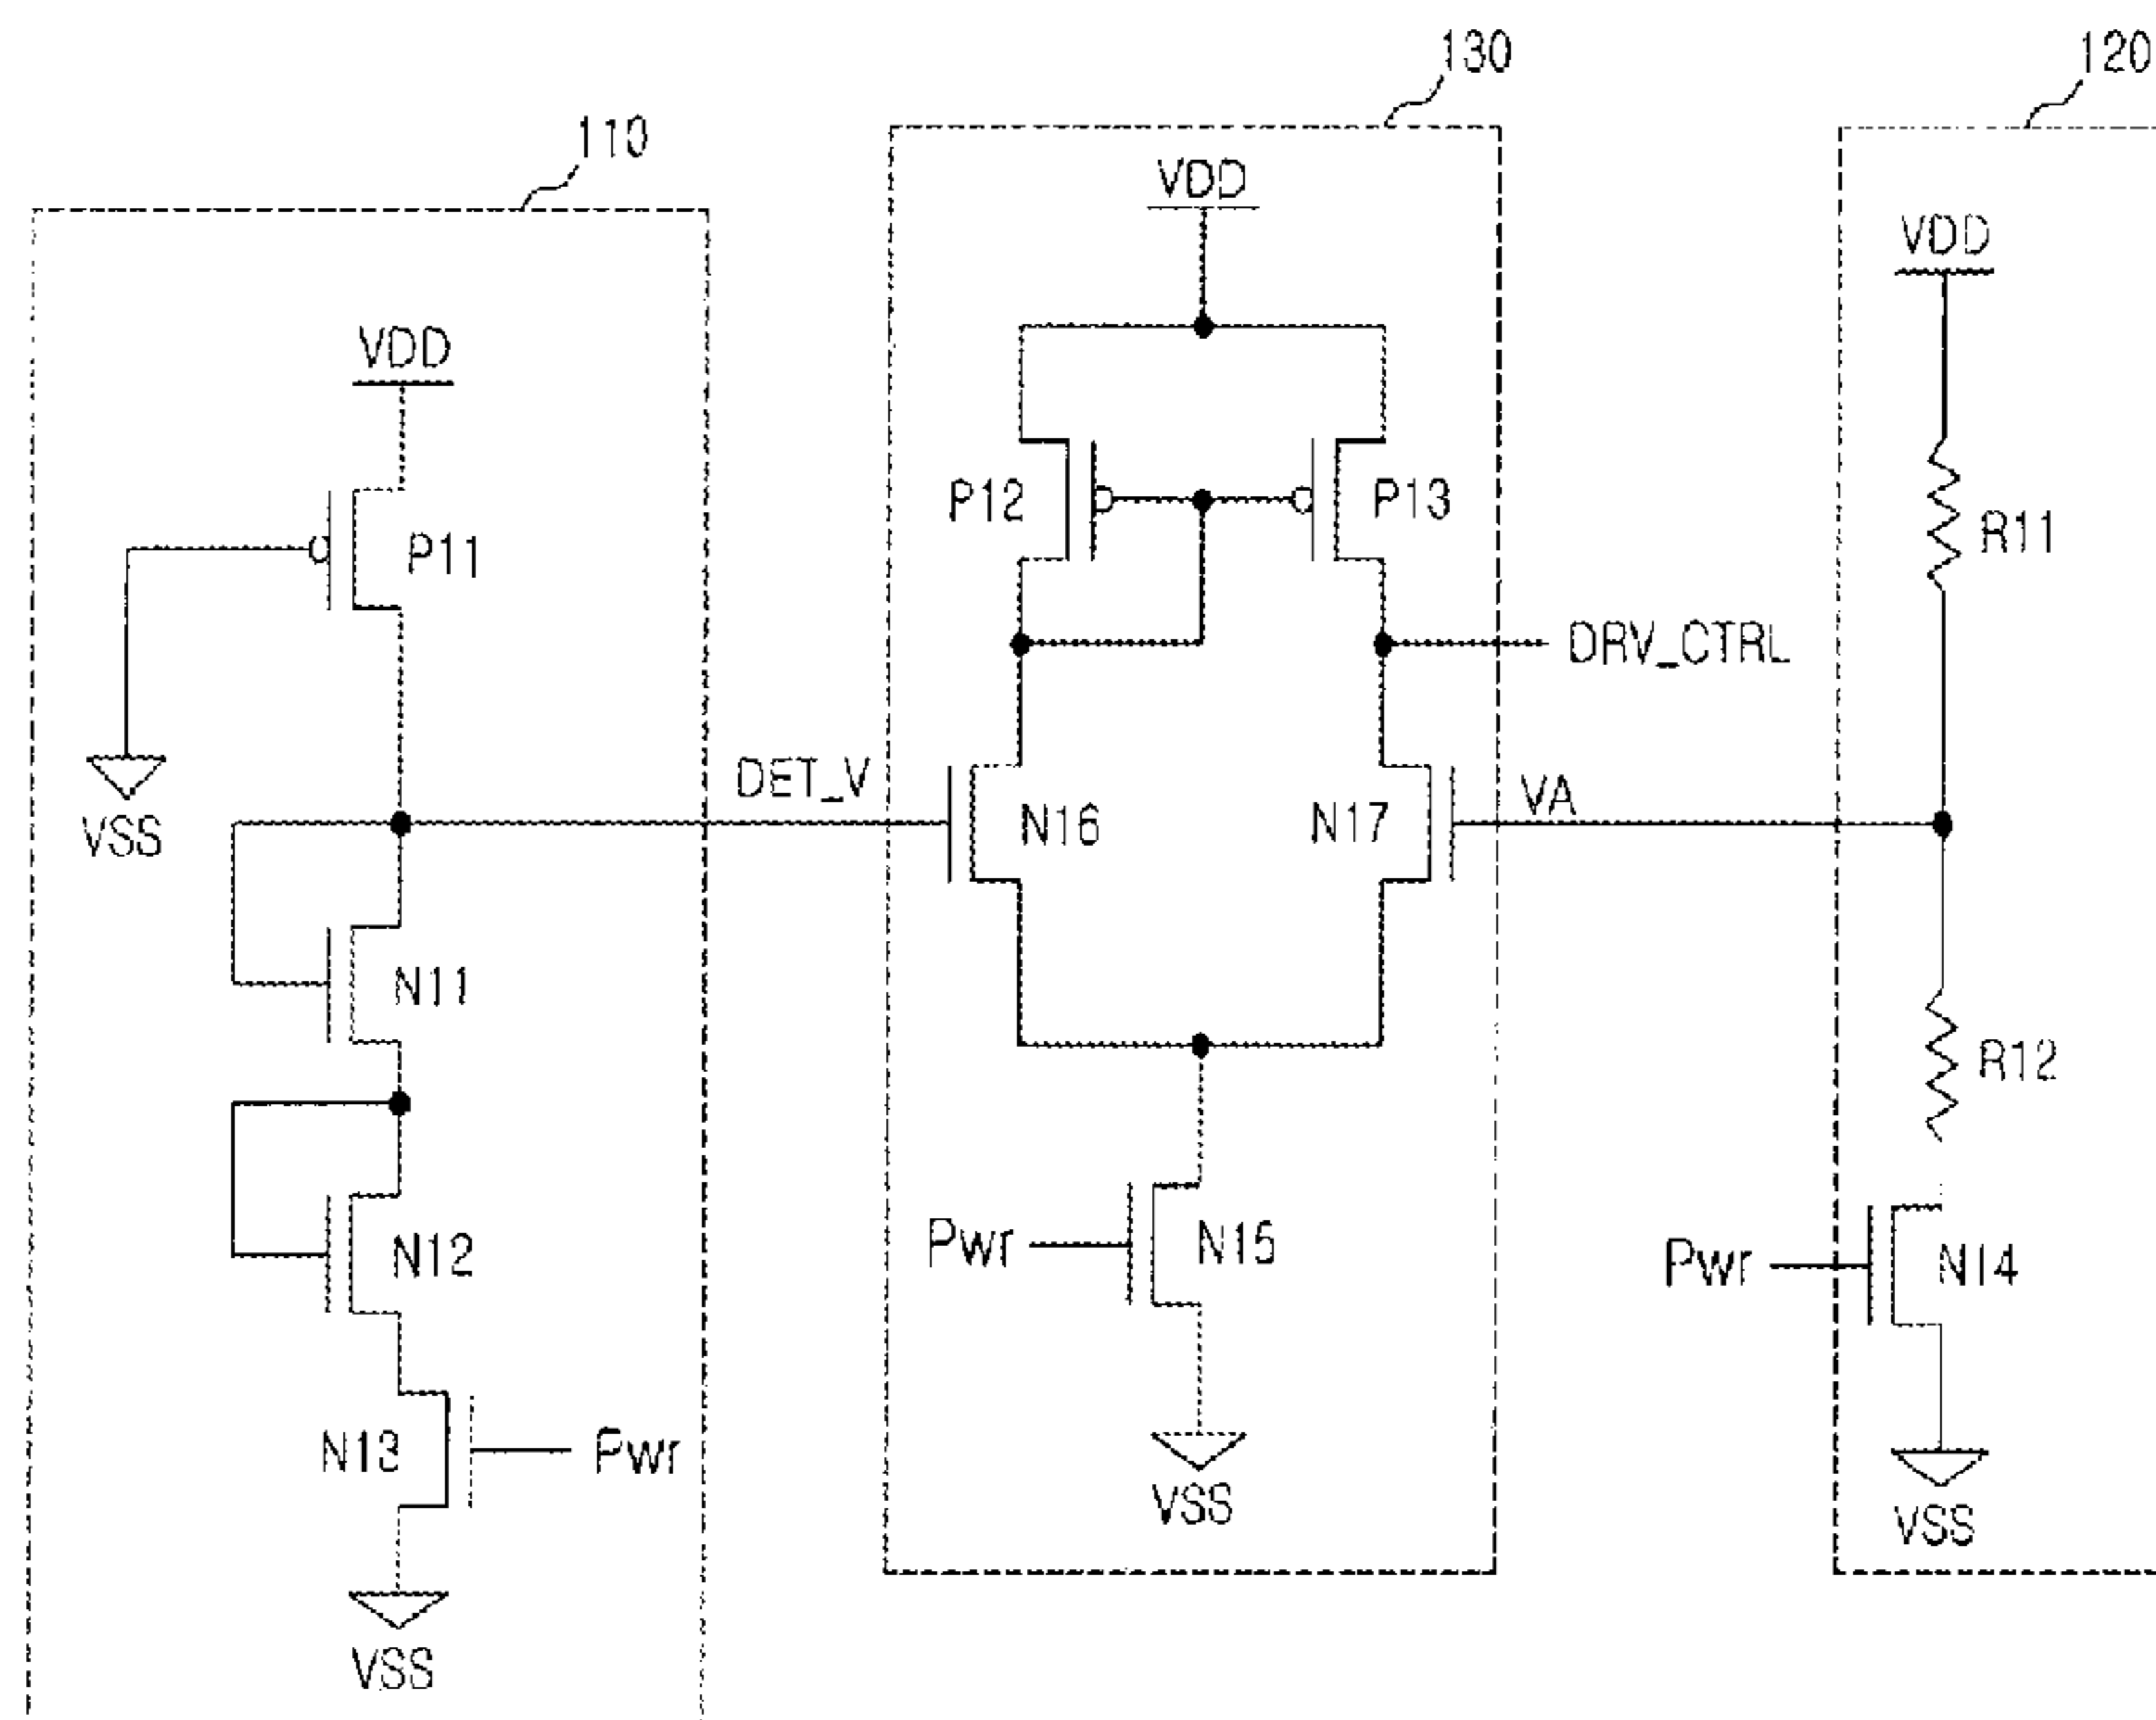 130
120
110
VDD
VDD
VDD
P12
P13
P11
R11
DRV_CTRL
DET_V
VA
VSS
N16
N17
N11
R12
Pwr
N15
N12
Pwr
N14
N13
Pwr
VSS
VSS
VSS